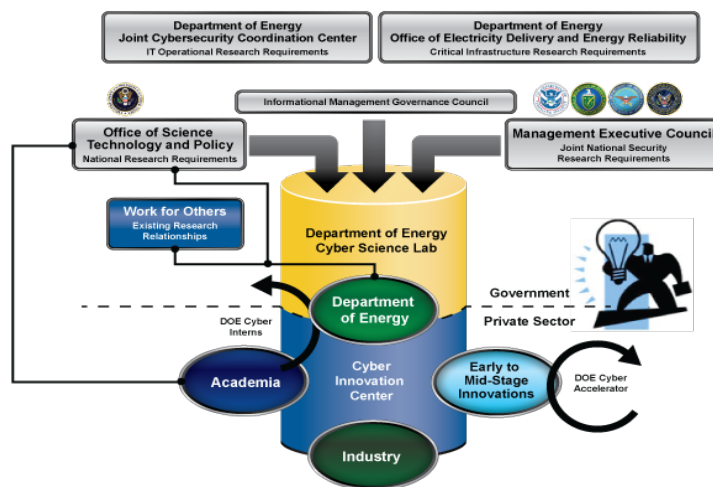 Department of Energy
Joint Cybersecurity Coordination Center
IT Operational Research Requirements
Department of Energy
Office of Electricity Delivery and Energy Reliability
Critical Infrastructure Research Requirements
Informational Management Governance Council
Office of Science
Technology and Policy
National Research Requirements
Management Executive Council
Joint National Security
Research Requirements
Work for Others
Existing Research
Relationships
Department of Energy
Cyber Science Lab
Government
Private Sector
Department
of Energy
DOE Cyber
Interns
Academia
Cyber
Innovation
Center
Early to
Mid-Stage
Innovations
DOE Cyber
Accelerator
Industry